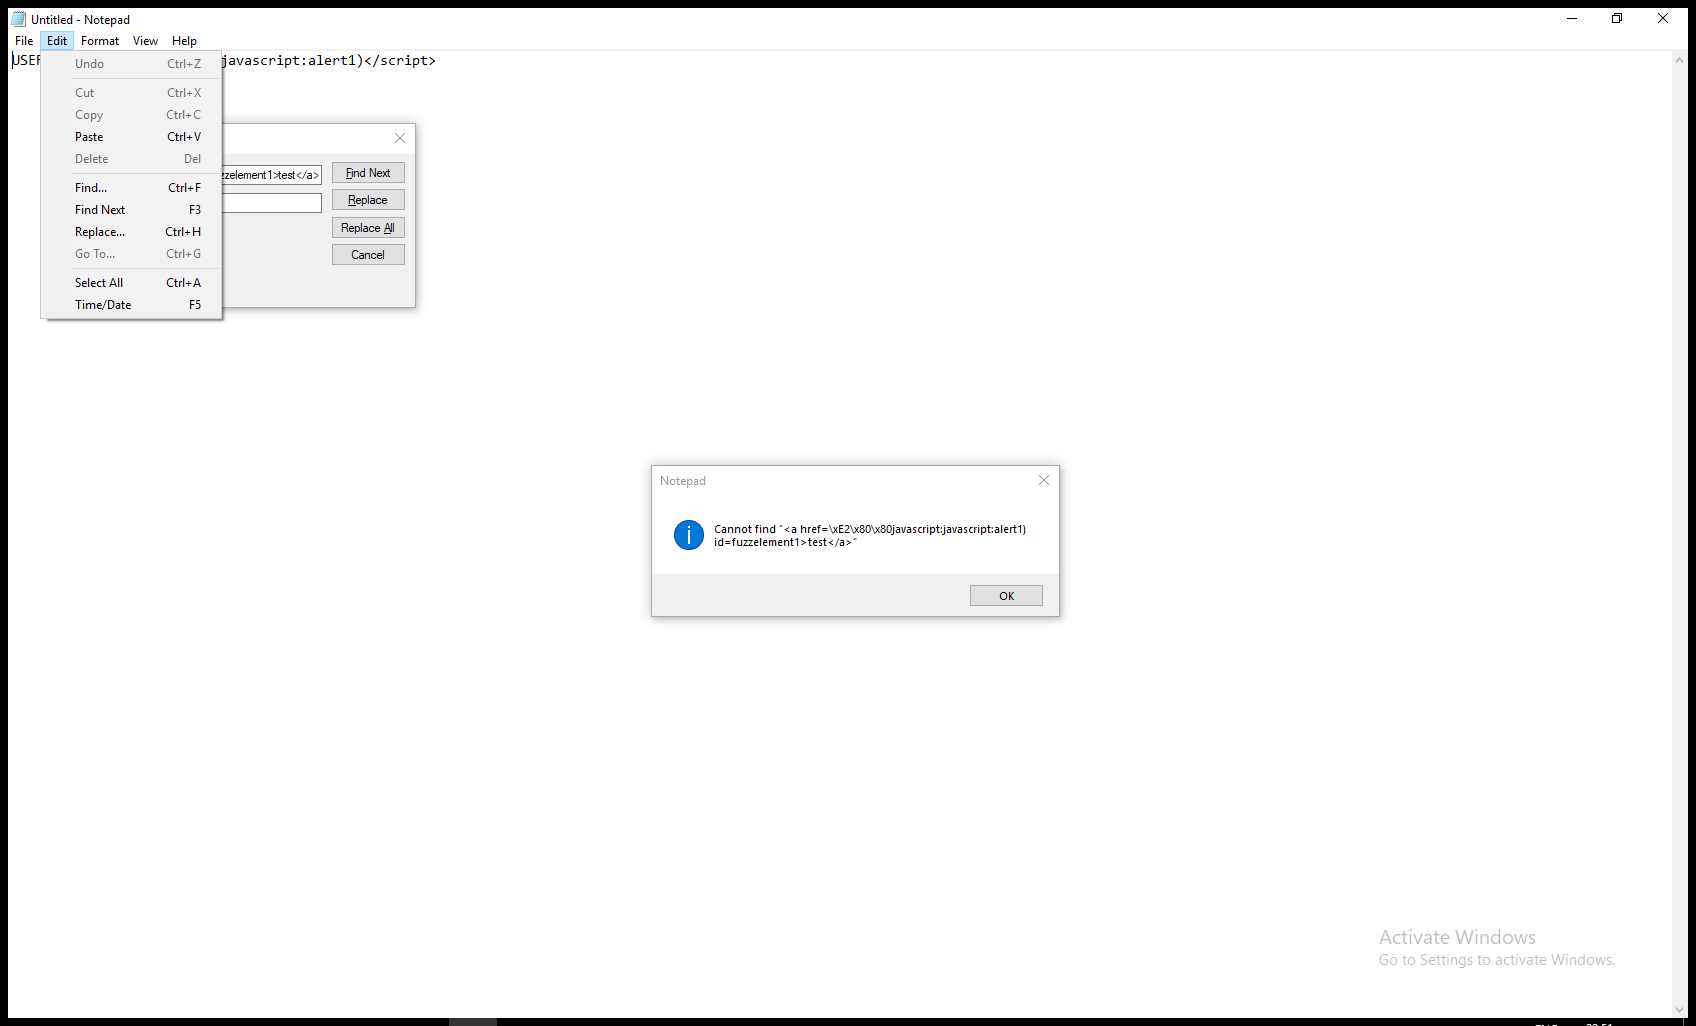 Untitled - Notepad
File Edit Format View Help
javascript:alert1)</script>
Undo Ctrl+Z
Cut Ctrl+X
Copy Ctrl+C
Paste Ctrl+V
Delete Del
Find... Ctrl+F
Find Next F3
Replace... Ctrl+H
Go To... Ctrl+G
Select All Ctrl+A
Time/Date F5
zzelement1>test</a>
Find Next
Replace
Replace All
Cancel
Notepad
Cannot find "<a href=\xE2\x80\x80javascript:javascript:alert1)
id=fuzzelement1>test</a>"
OK
Activate Windows
Go to Settings to activate Windows.